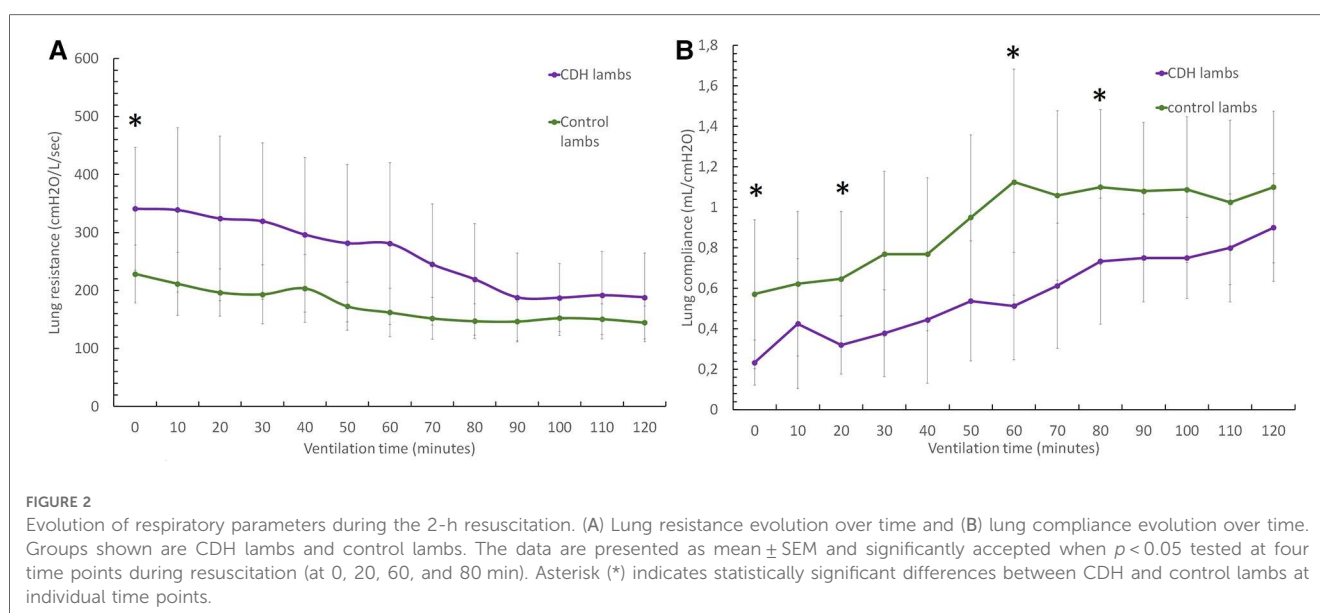 A
Lung resistance (cmH2O/L/sec)
600
500
400
300
200
100
0
*
CDH lambs
Control
lambs
0 10 20 30 40 50 60 70 80 90 100 110 120
Ventilation time (minutes)
B
Lung compliance (mL/cmH2O)
1,8
1,6
1,4
1,2
1
0,8
0,6
0,4
0,2
0
* * * *
CDH lambs
control lambs
0 10 20 30 40 50 60 70 80 90 100 110 120
Ventilation time (minutes)
FIGURE 2
Evolution of respiratory parameters during the 2-h resuscitation. (A) Lung resistance evolution over time and (B) lung compliance evolution over time.
Groups shown are CDH lambs and control lambs. The data are presented as mean ± SEM and significantly accepted when p < 0.05 tested at four
time points during resuscitation (at 0, 20, 60, and 80 min). Asterisk (*) indicates statistically significant differences between CDH and control lambs at
individual time points.